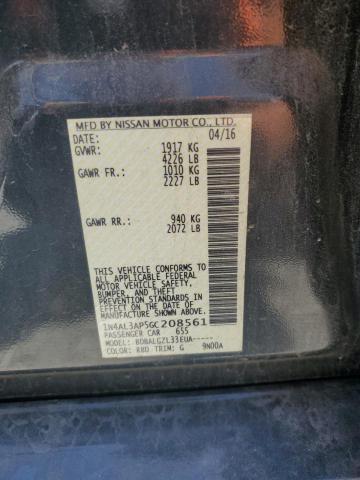 MFD BY NISSAN MOTOR CO., LTD.
DATE: 04/16
GVWR: 1917 KG
4226 LB
GAWR FR: 1010 KG
2227 LB
GAWR RR: 940 KG
2072 LB
THIS VEHICLE CONFORMS TO
ALL APPLICABLE FEDERAL
MOTOR VEHICLE SAFETY,
BUMPER, AND THEFT
PREVENTION STANDARDS
IN EFFECT ON THE DATE OF
MANUFACTURE SHOWN ABOVE.
1N4AL3AP5GC208561
PASSENGER CAR 655
MODEL: BDBALGZL33EUA-----
COLOR: RBD TRIM: G 9N00A